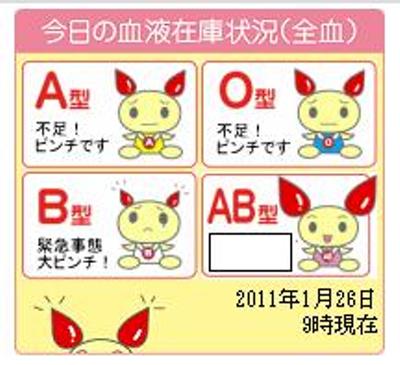 今日の血液在庫状況(全血)
A型
不足！
ピンチです
A
O型
不足！
ピンチです
O
B型
緊急事態
大ピンチ！
B
AB型
2011年1月26日
9時現在